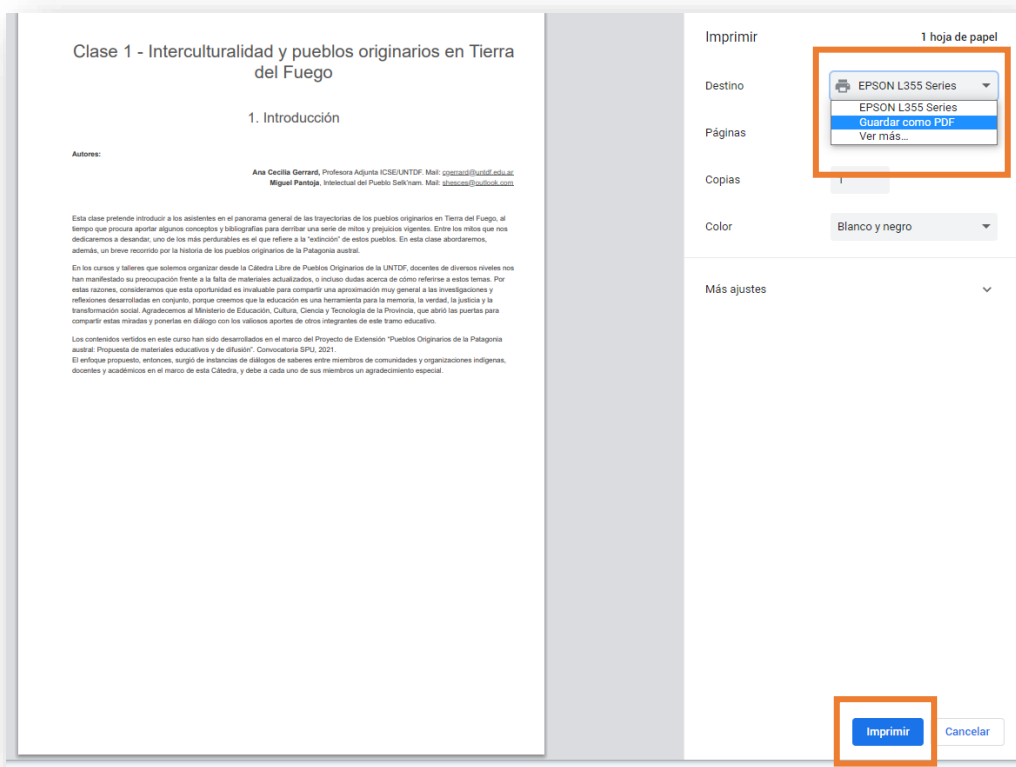 Clase 1 - Interculturalidad y pueblos originarios en Tierra
del Fuego
1. Introducción
Autores:
Ana Cecilia Gerrard, Profesora Adjunta ICSE/UNTDF. Mail: cgerrard@untdf.edu.ar
Miguel Pantoja, Intelectual del Pueblo Selk'nam. Mail: shesces@outlook.com
Esta clase pretende introducir a los asistentes en el panorama general de las trayectorias de los pueblos originarios en Tierra del Fuego, al
tiempo que procura aportar algunos conceptos y bibliografías para derribar una serie de mitos y prejuicios vigentes. Entre los mitos que nos
dedicaremos a desandar, uno de los más perdurables es el que refiere a la "extinción" de estos pueblos. En esta clase abordaremos,
además, un breve recorrido por la historia de los pueblos originarios de la Patagonia austral.
En los cursos y talleres que solemos organizar desde la Cátedra Libre de Pueblos Originarios de la UNTDF, docentes de diversos niveles nos
han manifestado su preocupación frente a la falta de materiales actualizados, o incluso dudas acerca de cómo referirse a estos temas. Por
estas razones, consideramos que esta oportunidad es invaluable para compartir una aproximación muy general a las investigaciones y
reflexiones desarrolladas en conjunto, porque creemos que la educación es una herramienta para la memoria, la verdad, la justicia y la
transformación social. Agradecemos al Ministerio de Educación, Cultura, Ciencia y Tecnología de la Provincia, que abrió las puertas para
compartir estas miradas y ponerlas en diálogo con los valiosos aportes de otros integrantes de este tramo educativo.
Los contenidos vertidos en este curso han sido desarrollados en el marco del Proyecto de Extensión "Pueblos Originarios de la Patagonia
austral: Propuesta de materiales educativos y de difusión". Convocatoria SPU, 2021.
El enfoque propuesto, entonces, surgió de instancias de diálogos de saberes entre miembros de comunidades y organizaciones indígenas,
docentes y académicos en el marco de esta Cátedra, y debe a cada uno de sus miembros un agradecimiento especial.
Imprimir
1 hoja de papel
Destino
EPSON L355 Series
EPSON L355 Series
Guardar como PDF
Ver más...
Páginas
Copias
1
Color
Blanco y negro
Más ajustes
Imprimir
Cancelar